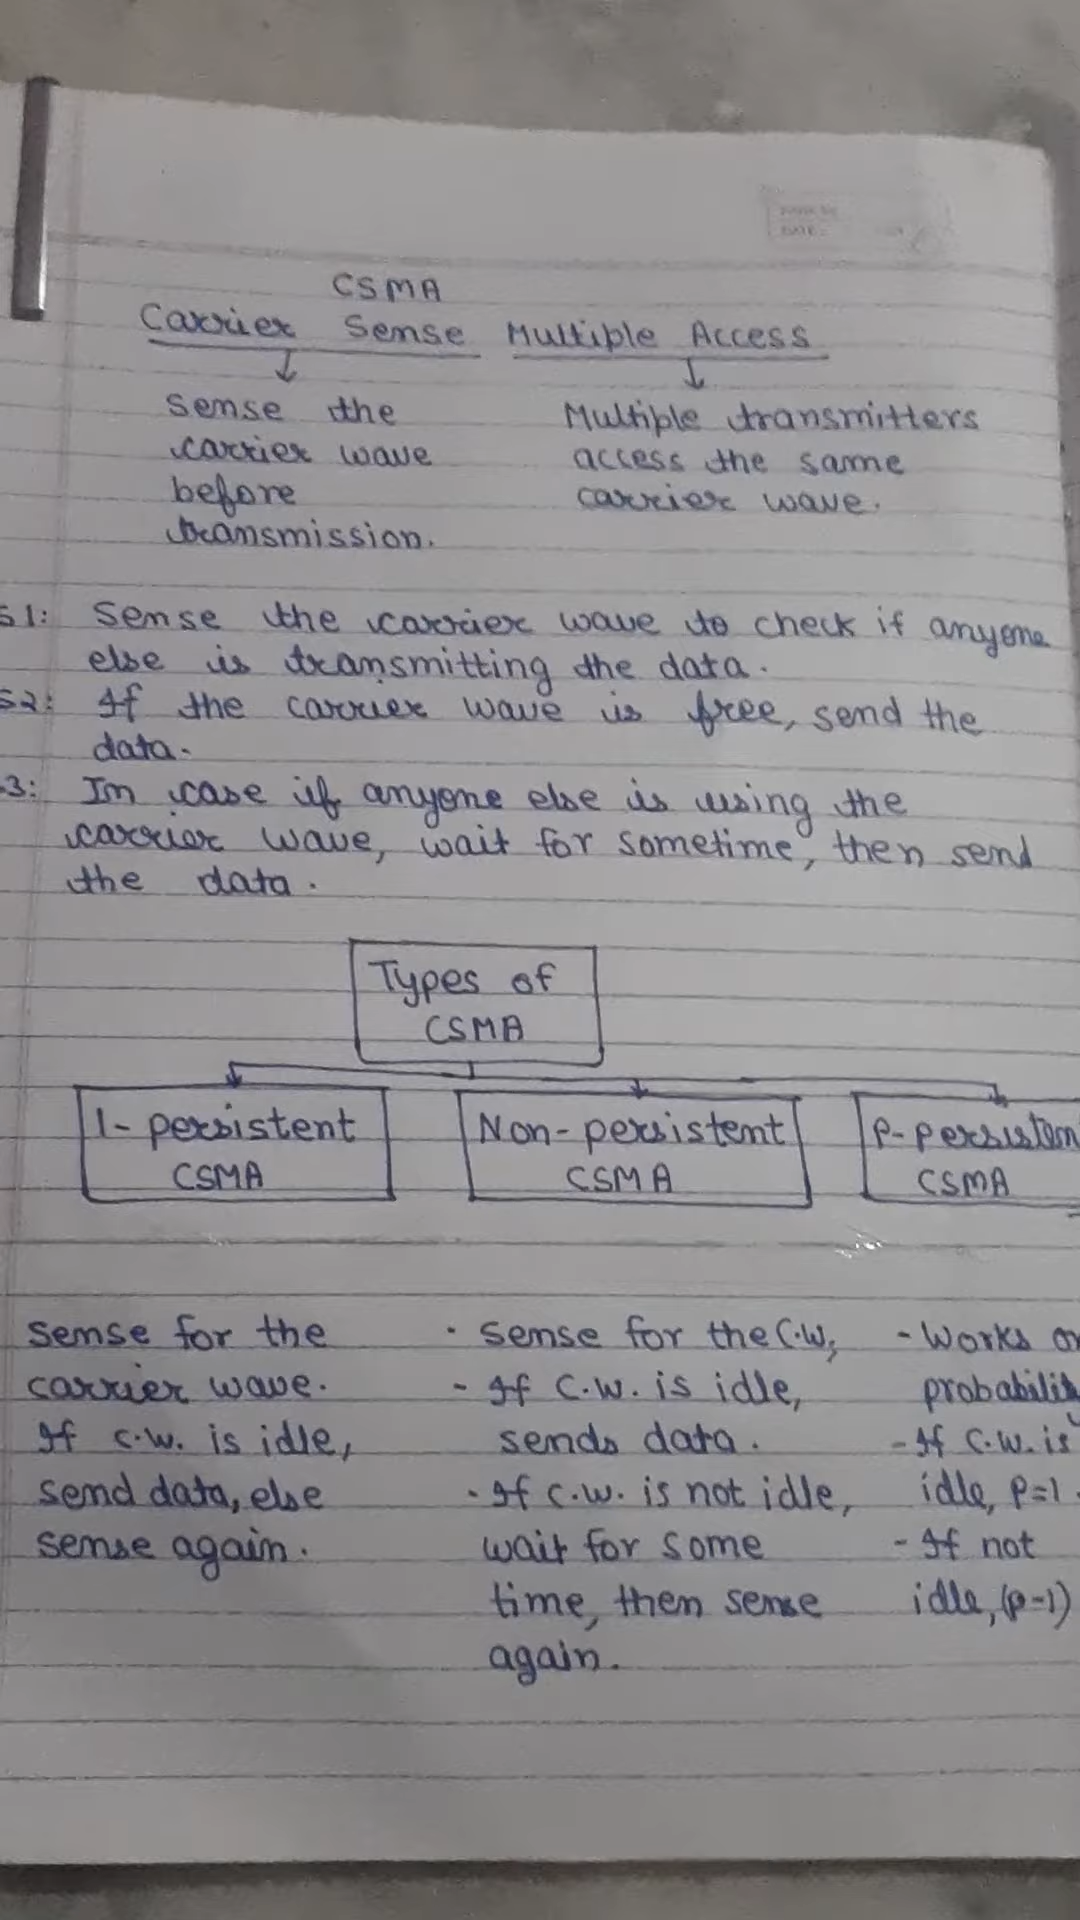 CSMA
Carrier Sense Multiple Access
Sense the
carrier wave
before
transmission.
Multiple transmitters
access the same
carrier wave.
S1: Sense the carrier wave to check if anyone
else is transmitting the data.
S2: If the carrier wave is free, send the
data.
3: In case if anyone else is using the
carrier wave, wait for sometime, then send
the data.
Types of
CSMA
1-persistent
CSMA
Non-persistent
CSMA
P-persisten
CSMA
Sense for the
carrier wave.
If c.w. is idle,
send data, else
sense again.
· Sense for the C.W,
- If C.W. is idle,
sends data.
· If c.w. is not idle,
wait for some
time, then sense
again.
- Works on
probability
- If C.W. is
idle, P=1.
- If not
idle, (p-1)